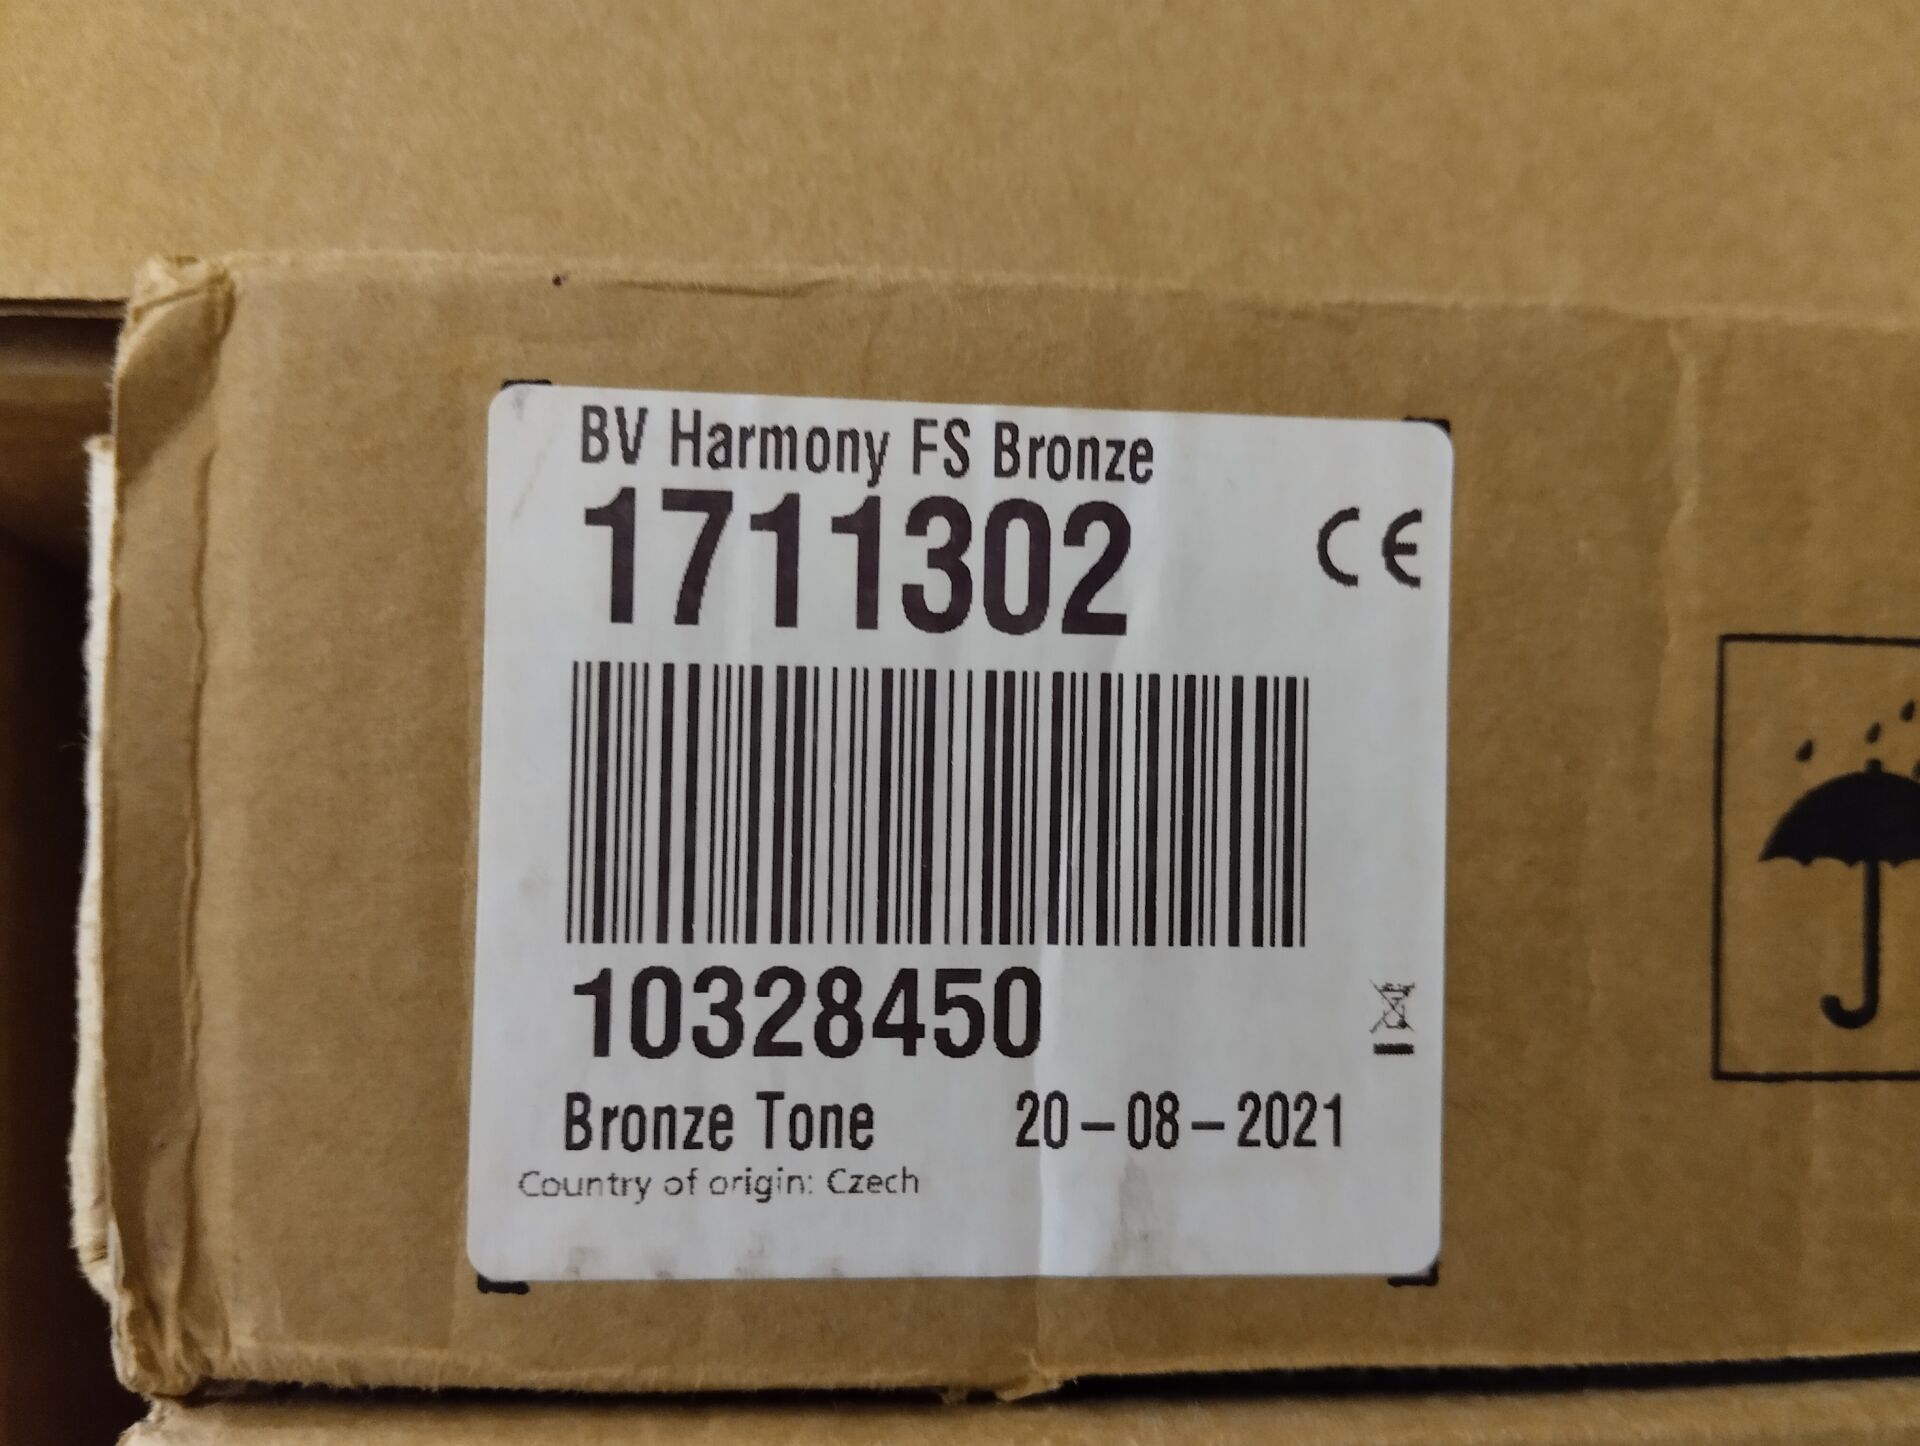 BV Harmony FS Bronze
1711302
CE
10328450
Bronze Tone 20-08-2021
Country of origin: Czech